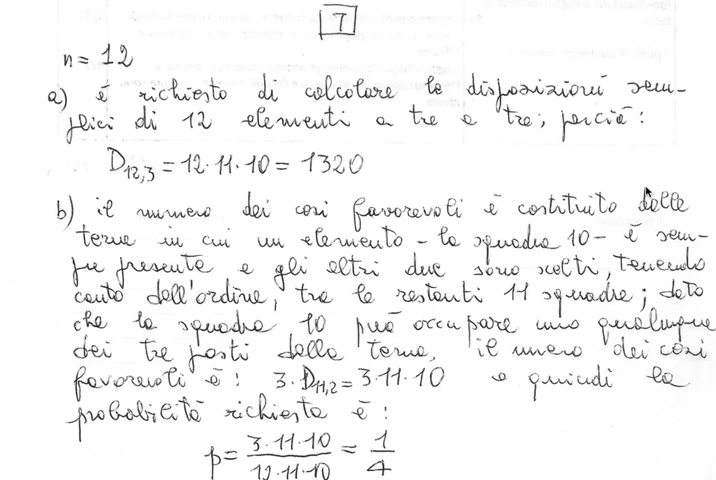 7
n = 12
a) é richiesto di calcolare le disposizioni sem-
plici di 12 elementi a tre a tre; perciò:
D12,3 = 12·11·10 = 1320
b) il numero dei casi favorevoli è costituito dalle
terne in cui un elemento - la squadra 10 - è sem-
pre presente e gli altri due sono scelti, tenendo
conto dell'ordine, tra le restanti 11 squadre; dato
che la squadra 10 può occupare uno qualunque
dei tre posti della terna, il numero dei casi
favorevoli è: 3·D11,2 = 3·11·10 e quindi la
probabilità richiesta è:
p = 3·11·10 / 12·11·10 = 1/4